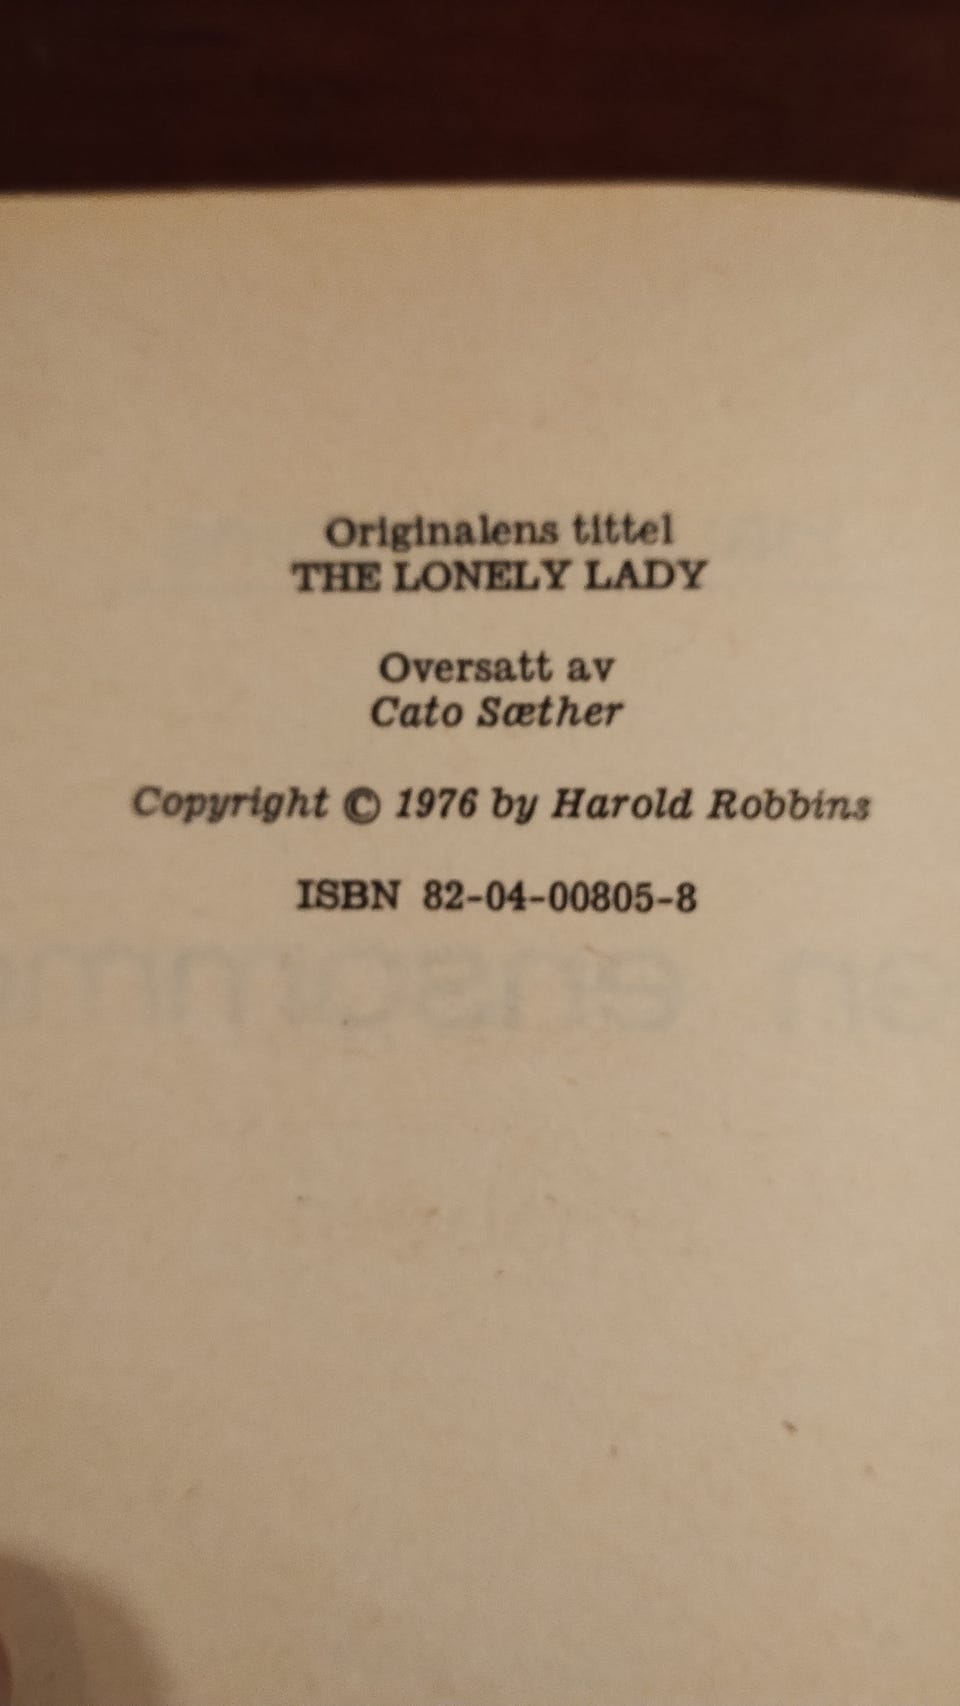 Originalens tittel
THE LONELY LADY
Oversatt av
Cato Sæther
Copyright © 1976 by Harold Robbins
ISBN 82-04-00805-8